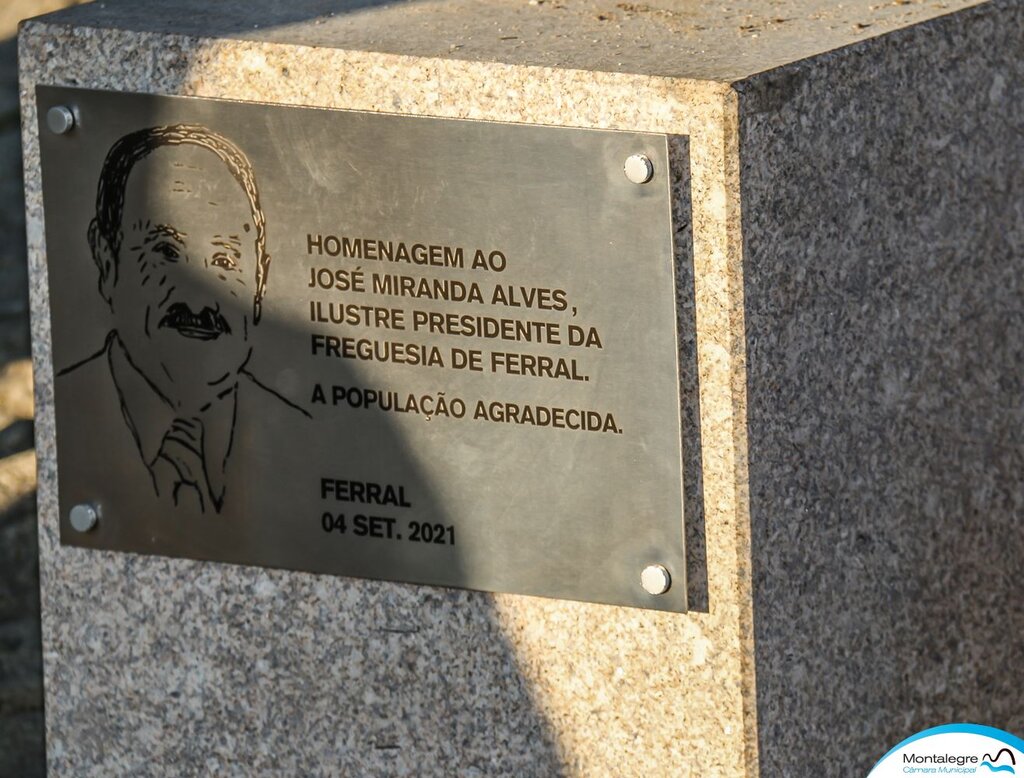 HOMENAGEM AO
JOSÉ MIRANDA ALVES,
ILUSTRE PRESIDENTE DA
FREGUESIA DE FERRAL.
A POPULAÇÃO AGRADECIDA.
FERRAL
04 SET. 2021
Montalegre
Câmara Municipal